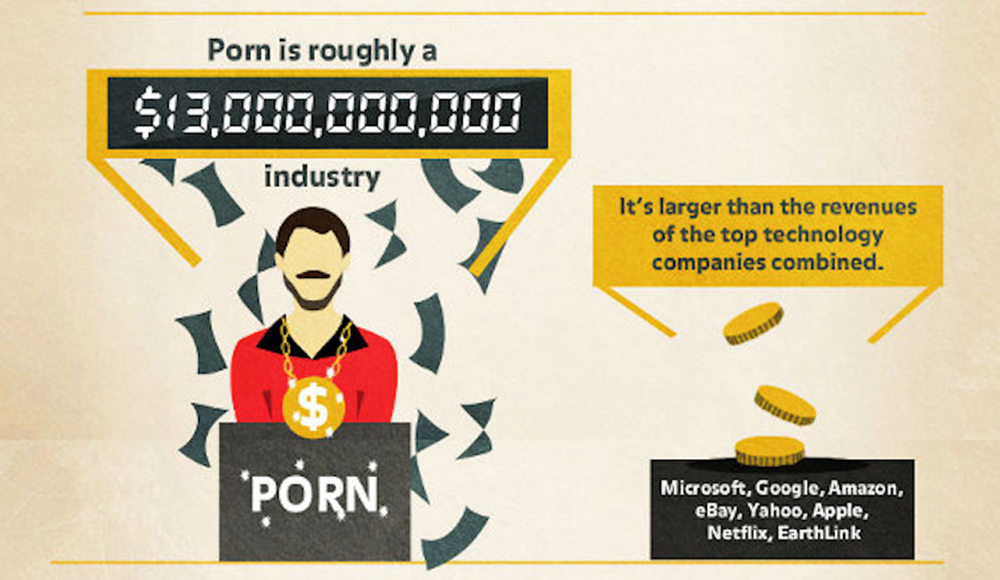 Porn is roughly a
$13,000,000,000
industry
It's larger than the revenues
of the top technology
companies combined.
$
PORN
Microsoft, Google, Amazon,
eBay, Yahoo, Apple,
Netflix, EarthLink